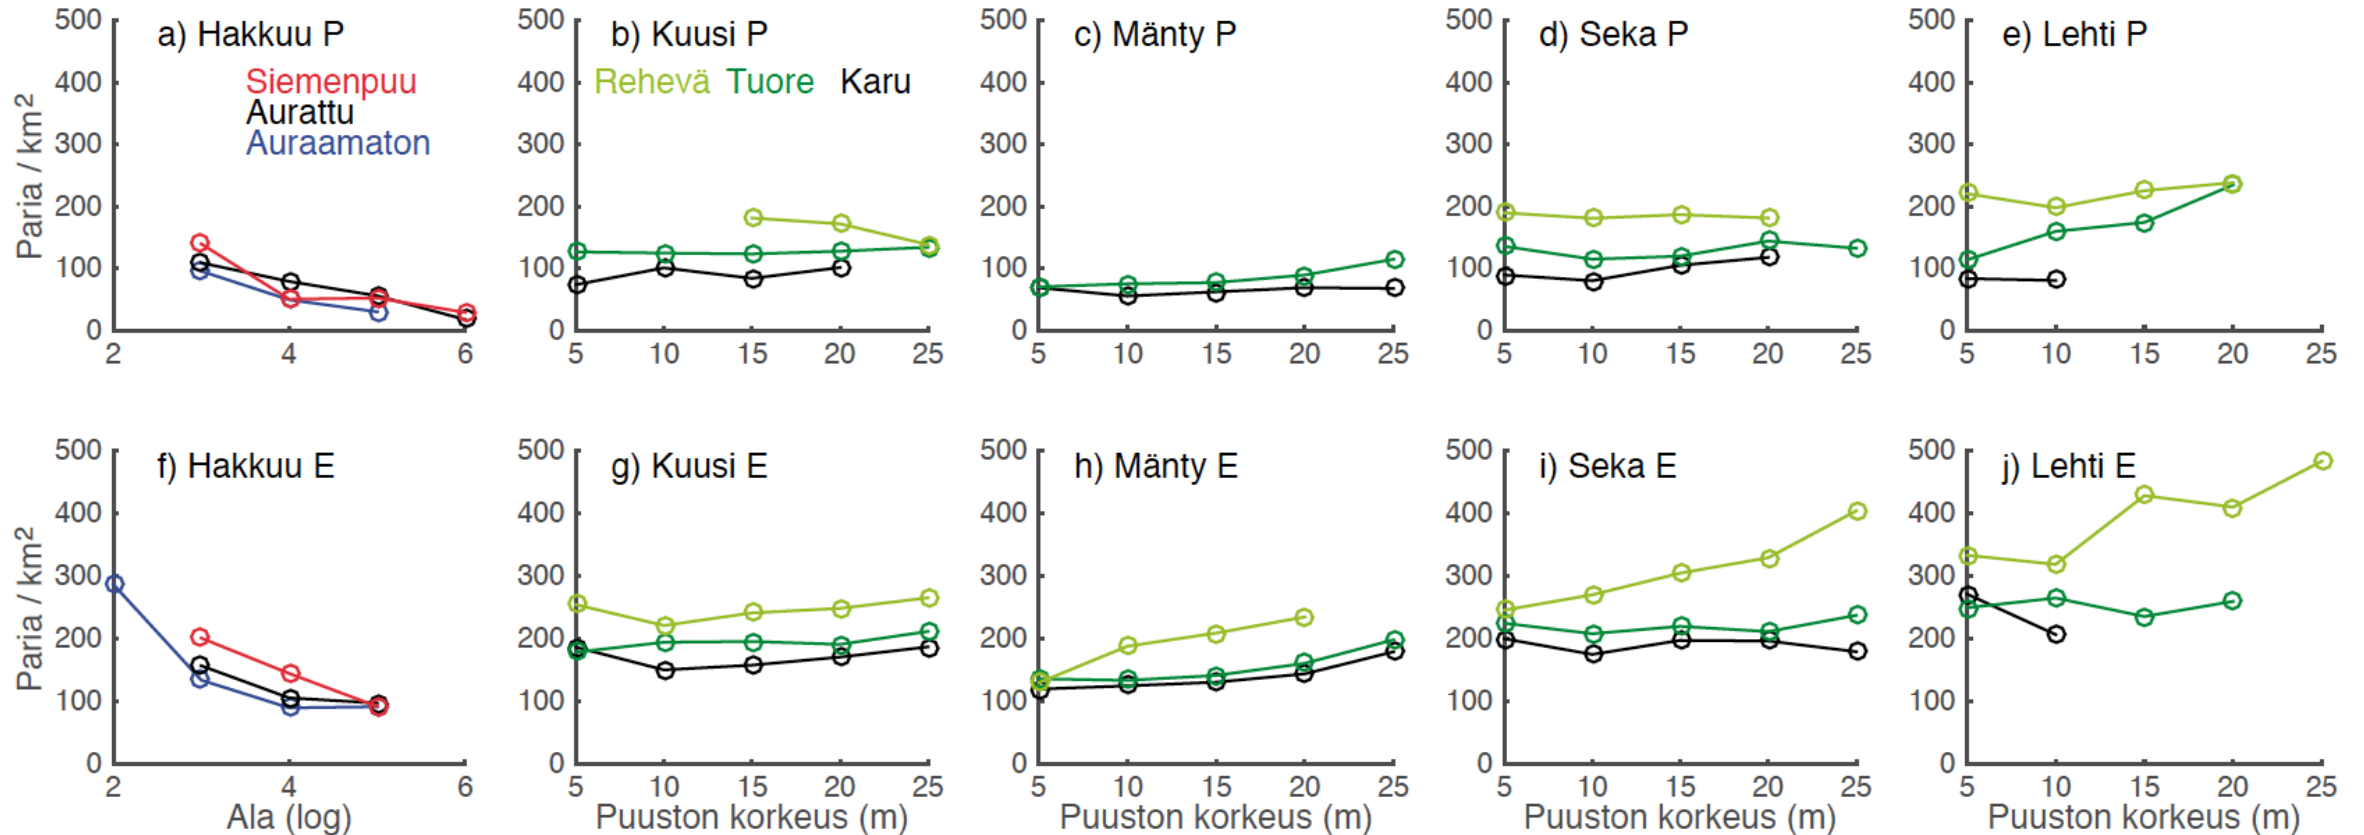 a) Hakkuu P
Siemenpuu
Aurattu
Auraamaton
Paria / km²
500
400
300
200
100
0
2 4 6
b) Kuusi P
Rehevä Tuore Karu
500
400
300
200
100
0
5 10 15 20 25
c) Mänty P
500
400
300
200
100
0
5 10 15 20 25
d) Seka P
500
400
300
200
100
0
5 10 15 20 25
e) Lehti P
500
400
300
200
100
0
5 10 15 20 25
f) Hakkuu E
Paria / km²
500
400
300
200
100
0
2 4 6
Ala (log)
g) Kuusi E
500
400
300
200
100
0
5 10 15 20 25
Puuston korkeus (m)
h) Mänty E
500
400
300
200
100
0
5 10 15 20 25
Puuston korkeus (m)
i) Seka E
500
400
300
200
100
0
5 10 15 20 25
Puuston korkeus (m)
j) Lehti E
500
400
300
200
100
0
5 10 15 20 25
Puuston korkeus (m)